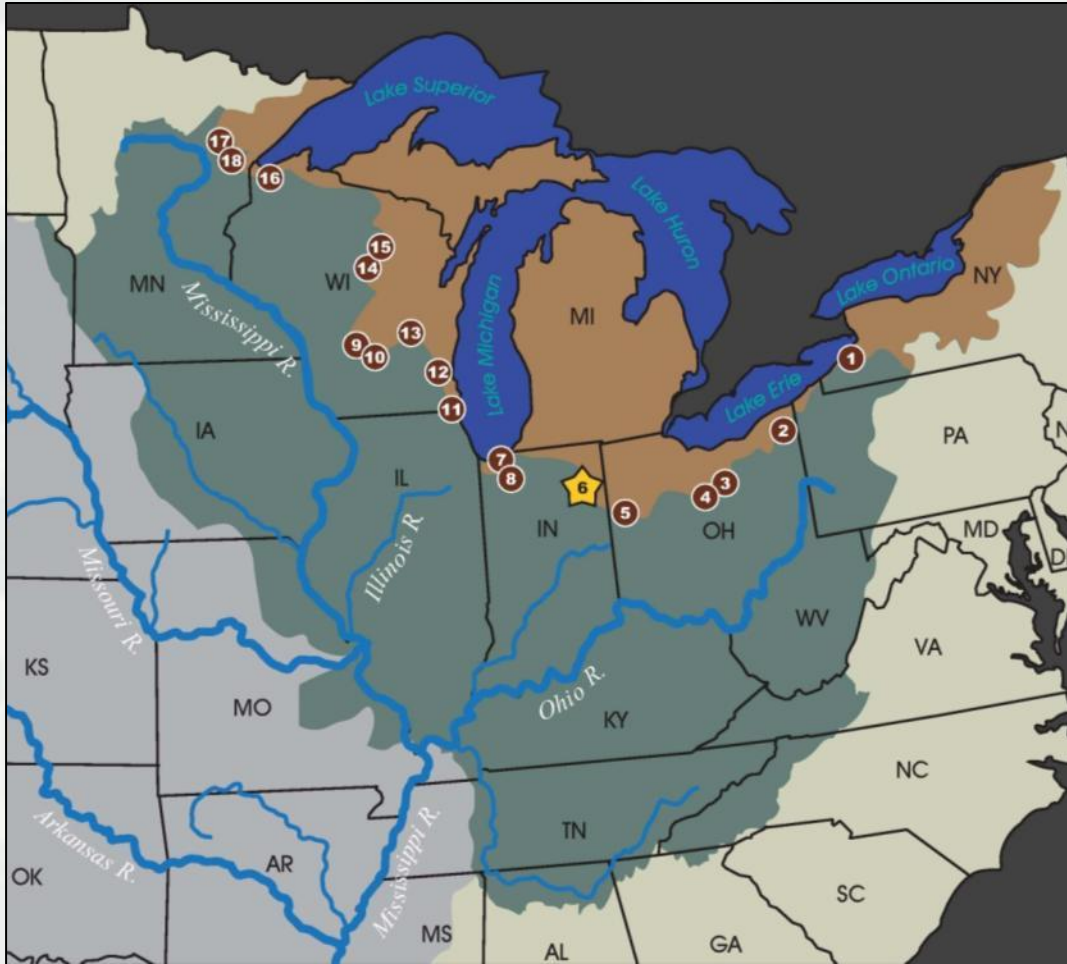 Lake Superior
17
18
16
Lake Huron
15
WI
14
MN
Lake Michigan
Lake Ontario
NY
Mississippi R.
MI
13
9
10
12
1
Lake Erie
11
2
IA
PA
N
7
8
6
3
4
IL
5
IN
OH
MD
D
Illinois R.
Missouri R.
WV
VA
KS
Ohio R.
MO
KY
NC
Arkansas R.
Mississippi R.
TN
AR
OK
SC
MS
AL
GA